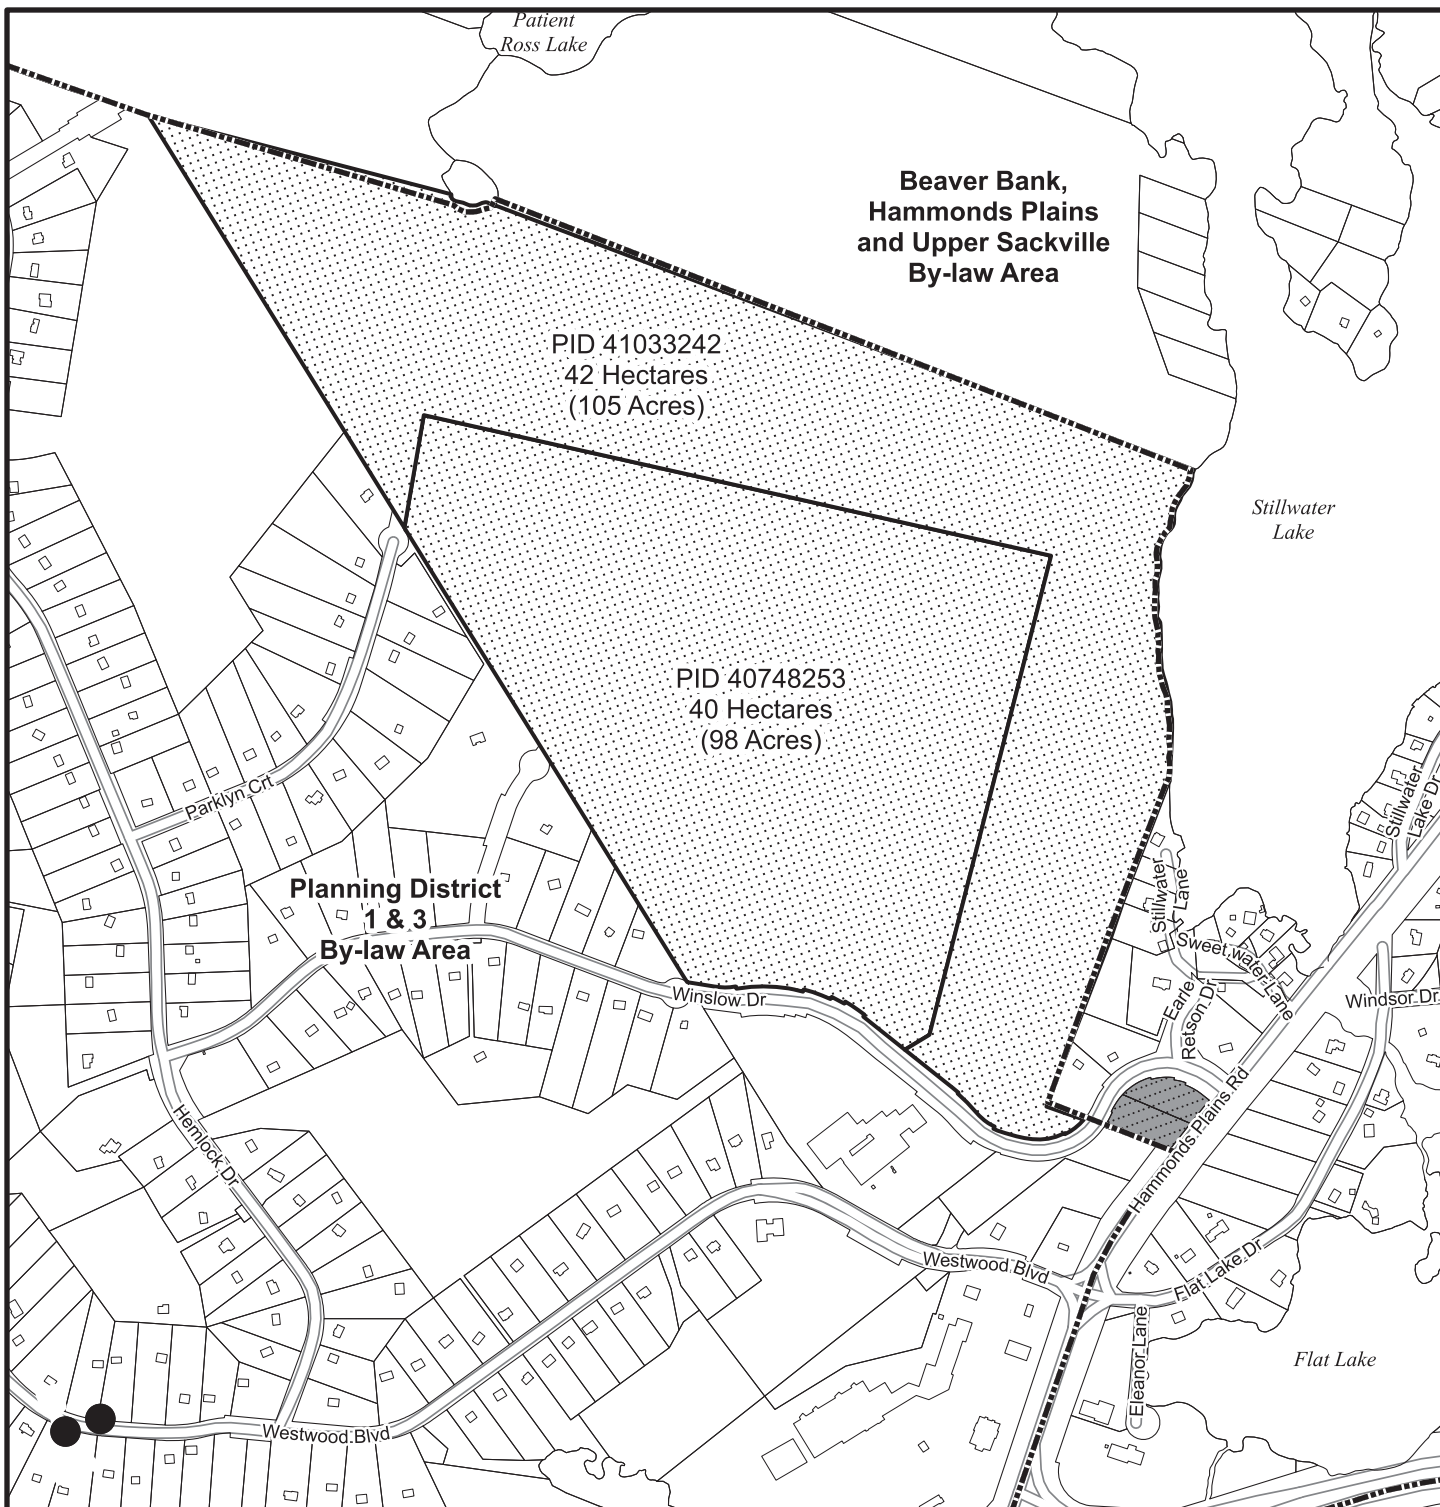 Patient
Ross Lake
Beaver Bank,
Hammonds Plains
and Upper Sackville
By-law Area
PID 41033242
42 Hectares
(105 Acres)
Stillwater
Lake
PID 40748253
40 Hectares
(98 Acres)
Parklyn Crt
Stillwater
Lake Dr
Planning District
1 & 3
By-law Area
Stillwater
Lane
Sweet water Lane
Winslow Dr
Earle
Retson Dr
Windsor Dr
Hemlock Dr
Hammonds Plains Rd
Westwood Blvd
Flat Lake Dr
Eleanor Lane
Flat Lake
Westwood Blvd